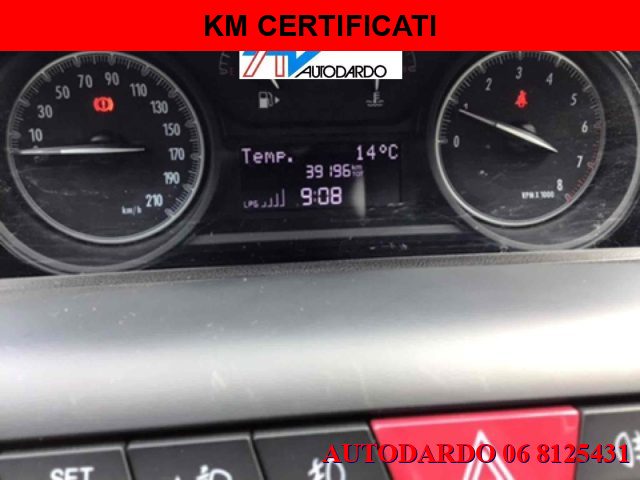 KM CERTIFICATI
AUTODARDO
10 30 50 70 90 110 130 150 170 190 210
km/h
Temp. 14°C
39196 km TOT
LPG 9:08
0 1 2 3 4 5 6 7 8
RPM X 1000
SET
AUTODARDO 06 8125431